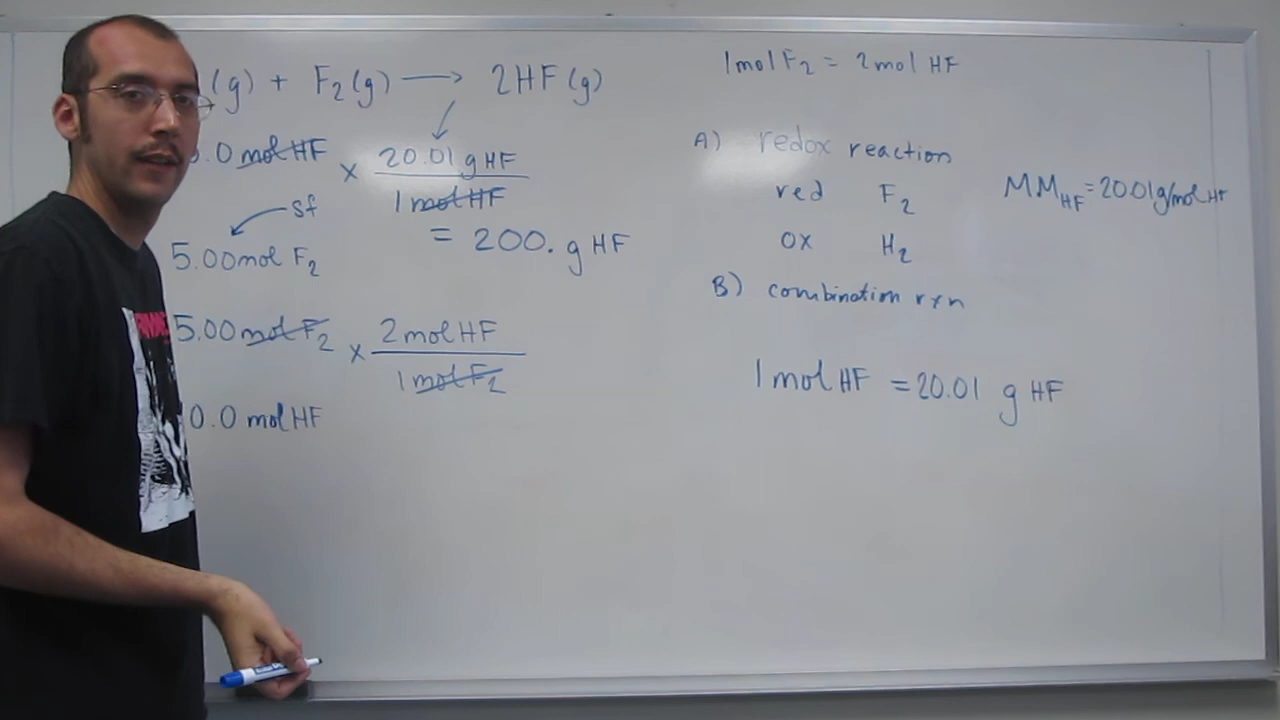 (g) + F₂(g) → 2HF(g)
.0 mol HF × 20.01 g HF / 1 mol HF
= 200. g HF
sf
5.00 mol F₂
5.00 mol F₂ × 2 mol HF / 1 mol F₂
0.0 mol HF
1 mol F₂ = 2 mol HF
A) redox reaction
red F₂
ox H₂
MM HF = 20.01 g/mol HF
B) combination rxn
1 mol HF = 20.01 g HF